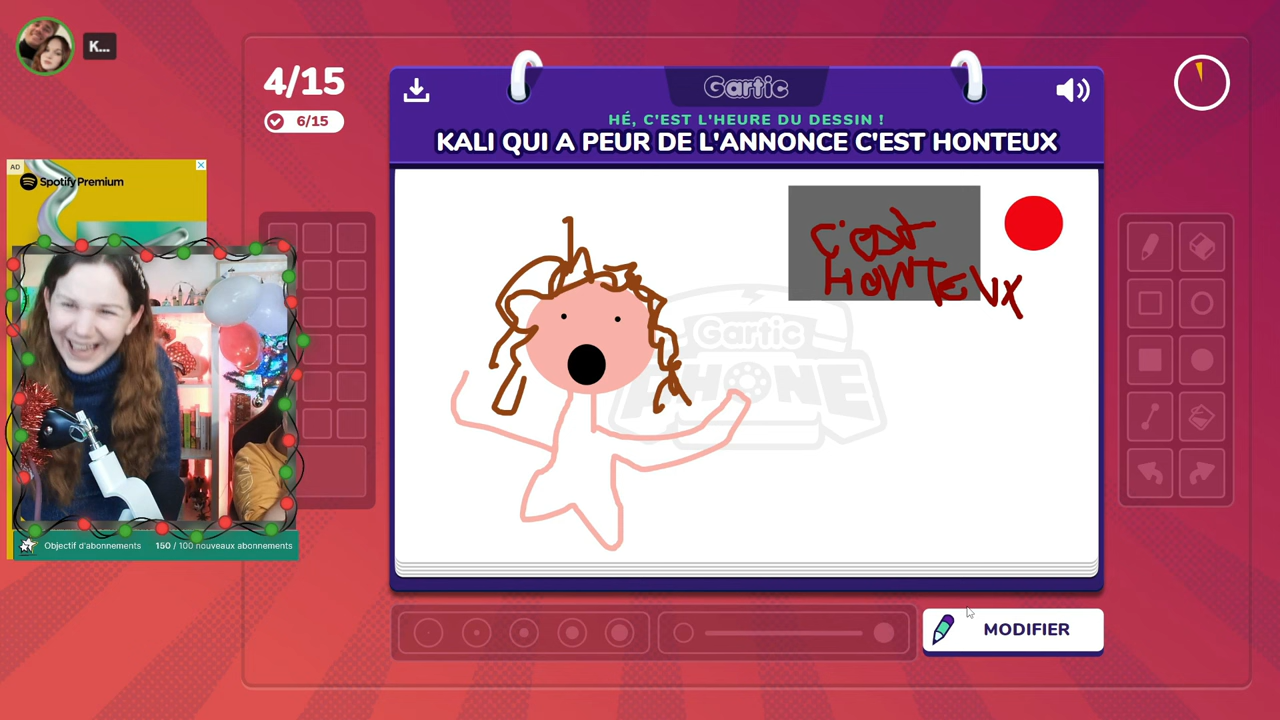 K...
4/15
6/15
Gartic
HÉ, C'EST L'HEURE DU DESSIN !
KALI QUI A PEUR DE L'ANNONCE C'EST HONTEUX
AD
Spotify Premium
C'est
HONTEUX
Gartic
PHONE
Objectif d'abonnements 150 / 100 nouveaux abonnements
MODIFIER